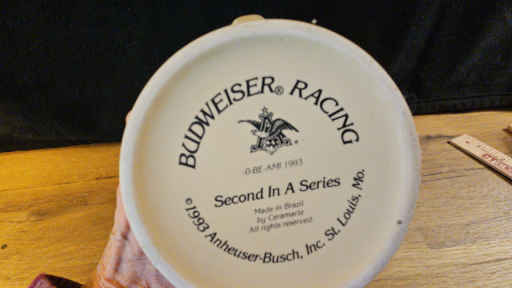 BUDWEISER® RACING
-0-BE-AMI 1993
Second In A Series
Made in Brazil
by Ceramarte
All rights reserved
©1993 Anheuser-Busch, Inc. St. Louis, Mo.